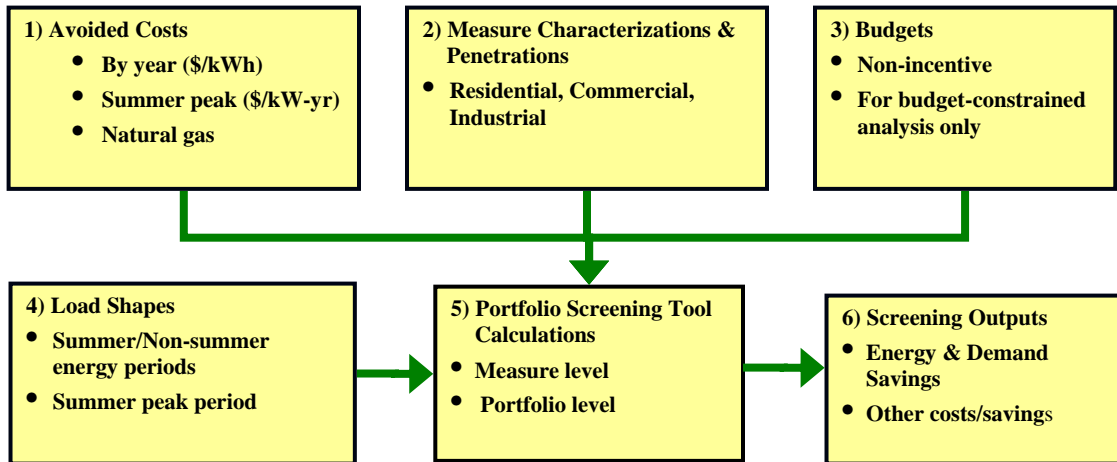 1) Avoided Costs
• By year ($/kWh)
• Summer peak ($/kW-yr)
• Natural gas
2) Measure Characterizations &
Penetrations
• Residential, Commercial,
Industrial
3) Budgets
• Non-incentive
• For budget-constrained
analysis only
4) Load Shapes
• Summer/Non-summer
energy periods
• Summer peak period
5) Portfolio Screening Tool
Calculations
• Measure level
• Portfolio level
6) Screening Outputs
• Energy & Demand
Savings
• Other costs/savings